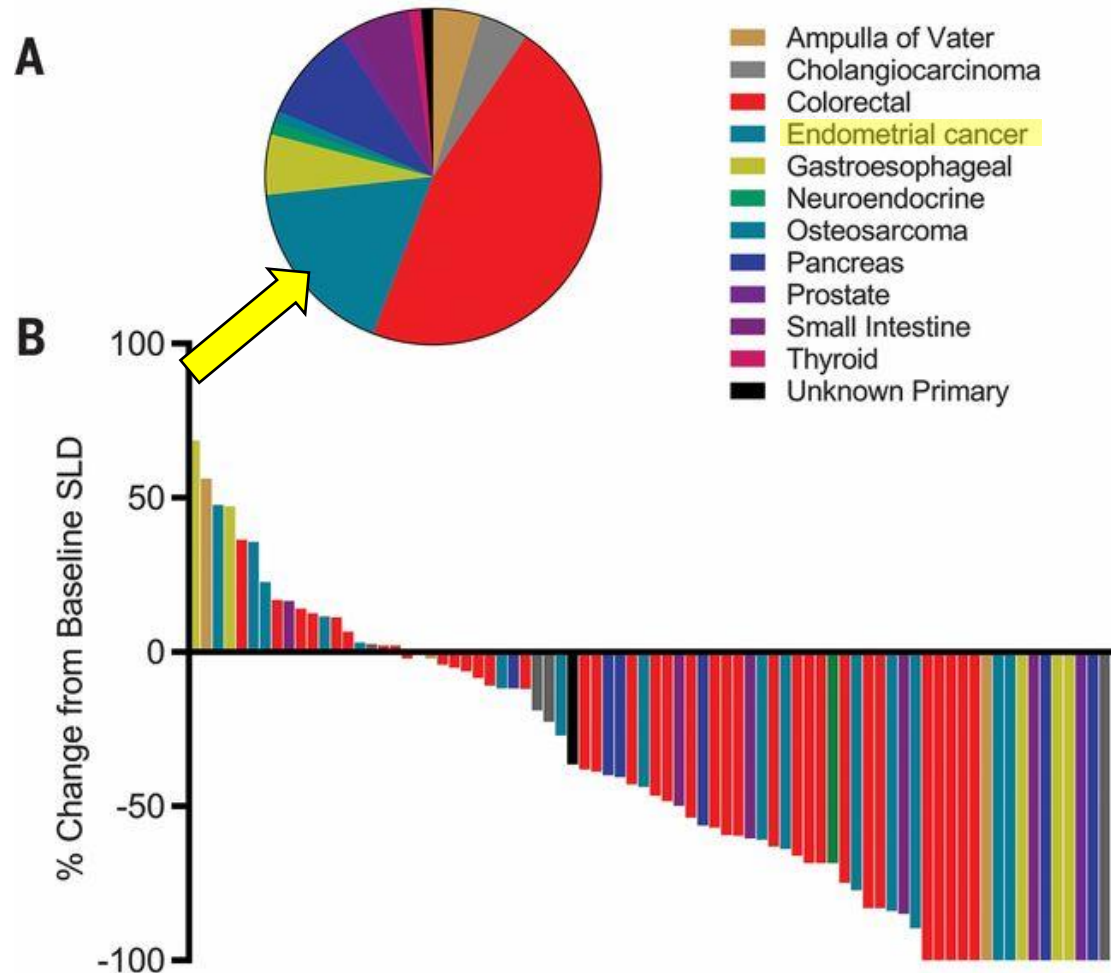 A
Ampulla of Vater
Cholangiocarcinoma
Colorectal
Endometrial cancer
Gastroesophageal
Neuroendocrine
Osteosarcoma
Pancreas
Prostate
Small Intestine
Thyroid
Unknown Primary
B
% Change from Baseline SLD
100
50
0
-50
-100